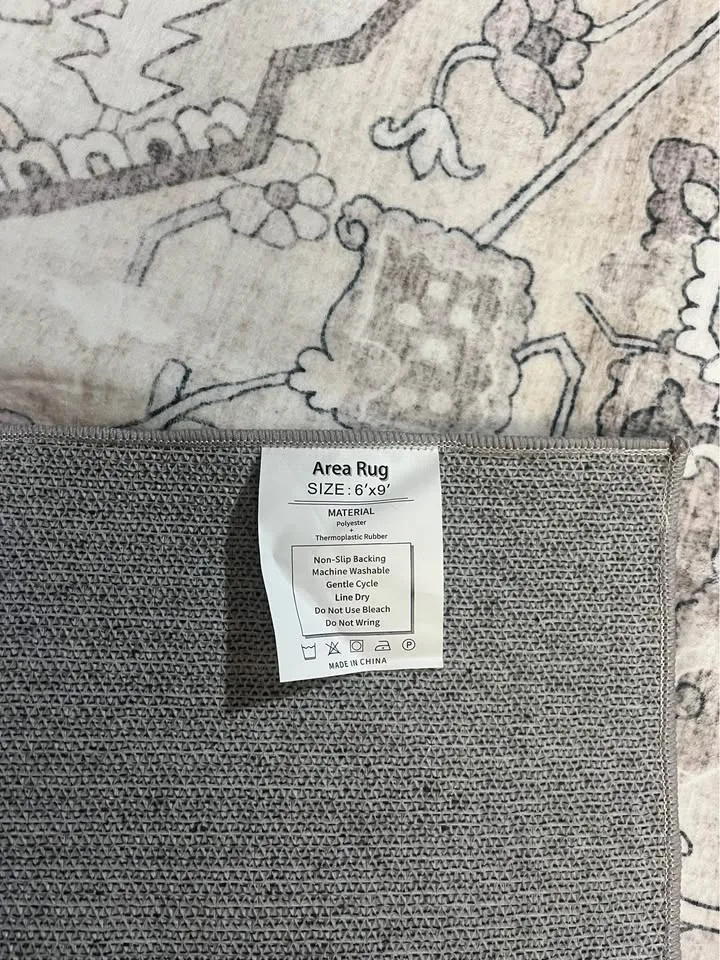 Area Rug
SIZE: 6'x9'
MATERIAL
Polyester
+
Thermoplastic Rubber
Non-Slip Backing
Machine Washable
Gentle Cycle
Line Dry
Do Not Use Bleach
Do Not Wring
P
MADE IN CHINA